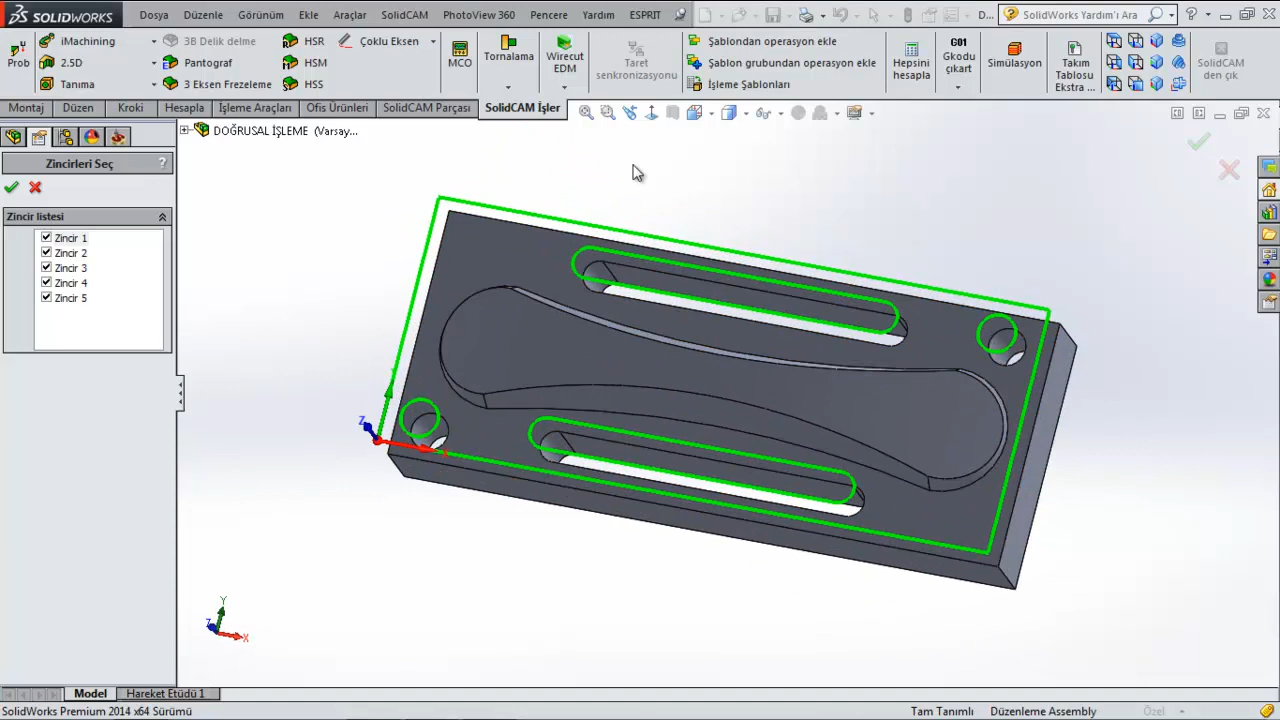 SOLIDWORKS
Dosya Düzenle Görünüm Ekle Araçlar SolidCAM PhotoView 360 Pencere Yardım ESPRIT
D...
SolidWorks Yardım'ı Ara
Prob
iMachining
2.5D
Tanıma
3B Delik delme
Pantograf
3 Eksen Frezeleme
HSR
HSM
HSS
Çoklu Eksen
MCO
Tornalama
Wirecut
EDM
Taret
senkronizasyonu
Şablondan operasyon ekle
Şablon grubundan operasyon ekle
İşleme Şablonları
Hepsini
hesapla
G01
Gkodu
çıkart
Simülasyon
Takım
Tablosu
Ekstra ...
SolidCAM
den çık
Montaj Düzen Kroki Hesapla İşleme Araçları Ofis Ürünleri SolidCAM Parçası SolidCAM İşler
DOĞRUSAL İŞLEME (Varsay...
Zincirleri Seç ?
Zincir listesi
Zincir 1
Zincir 2
Zincir 3
Zincir 4
Zincir 5
Z
Y
Z
X
Model Hareket Etüdü 1
SolidWorks Premium 2014 x64 Sürümü
Tam Tanımlı Düzenleme Assembly Özel